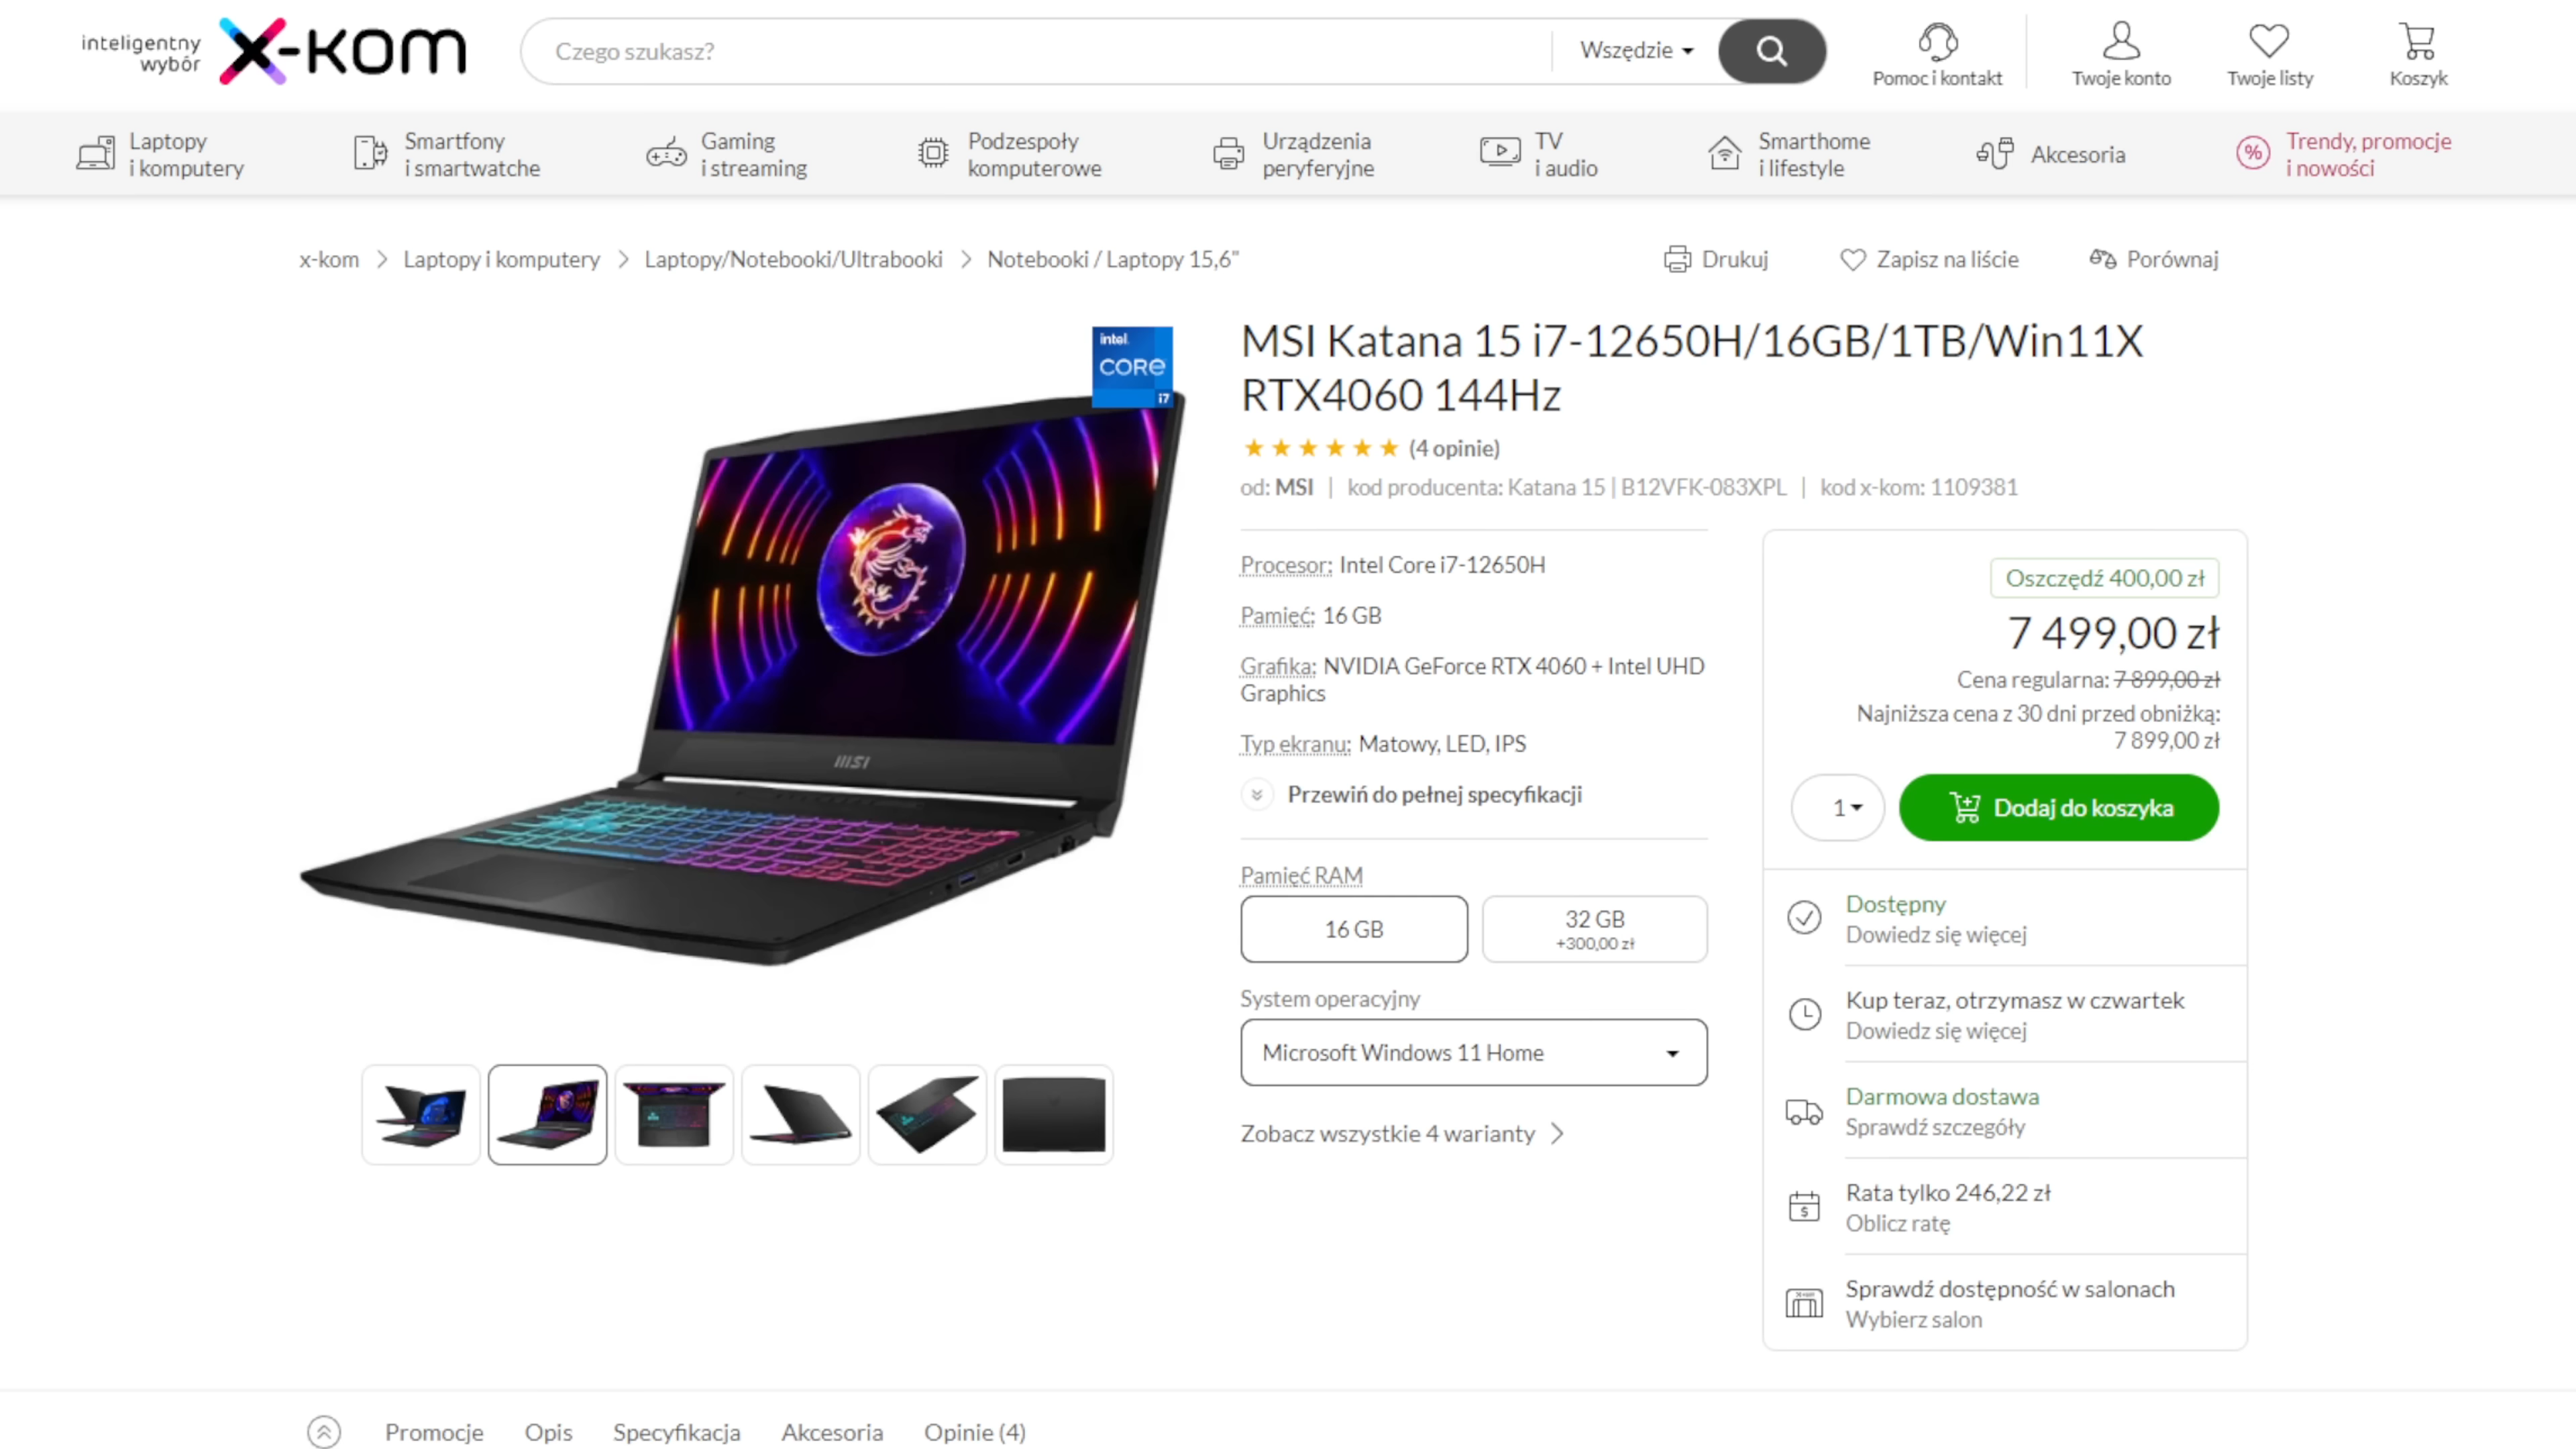 inteligentny
wybór
x-kom
Czego szukasz?
Wszędzie
Pomoc i kontakt
Twoje konto
Twoje listy
Koszyk
Laptopy
i komputery
Smartfony
i smartwatche
Gaming
i streaming
Podzespoły
komputerowe
Urządzenia
peryferyjne
TV
i audio
Smarthome
i lifestyle
Akcesoria
Trendy, promocje
i nowości
x-kom > Laptopy i komputery > Laptopy/Notebooki/Ultrabooki > Notebooki / Laptopy 15,6"
Drukuj
Zapisz na liście
Porównaj
intel.
CORE
i7
msi
MSI Katana 15 i7-12650H/16GB/1TB/Win11X
RTX4060 144Hz
(4 opinie)
od: MSI | kod producenta: Katana 15 | B12VFK-083XPL | kod x-kom: 1109381
Procesor: Intel Core i7-12650H
Pamięć: 16 GB
Grafika: NVIDIA GeForce RTX 4060 + Intel UHD
Graphics
Typ ekranu: Matowy, LED, IPS
Przewiń do pełnej specyfikacji
Pamięć RAM
16 GB
32 GB
+300,00 zł
System operacyjny
Microsoft Windows 11 Home
Zobacz wszystkie 4 warianty
Oszczędź 400,00 zł
7 499,00 zł
Cena regularna: 7 899,00 zł
Najniższa cena z 30 dni przed obniżką:
7 899,00 zł
1
Dodaj do koszyka
Dostępny
Dowiedz się więcej
Kup teraz, otrzymasz w czwartek
Dowiedz się więcej
Darmowa dostawa
Sprawdź szczegóły
Rata tylko 246,22 zł
Oblicz ratę
Sprawdź dostępność w salonach
Wybierz salon
Promocje
Opis
Specyfikacja
Akcesoria
Opinie (4)